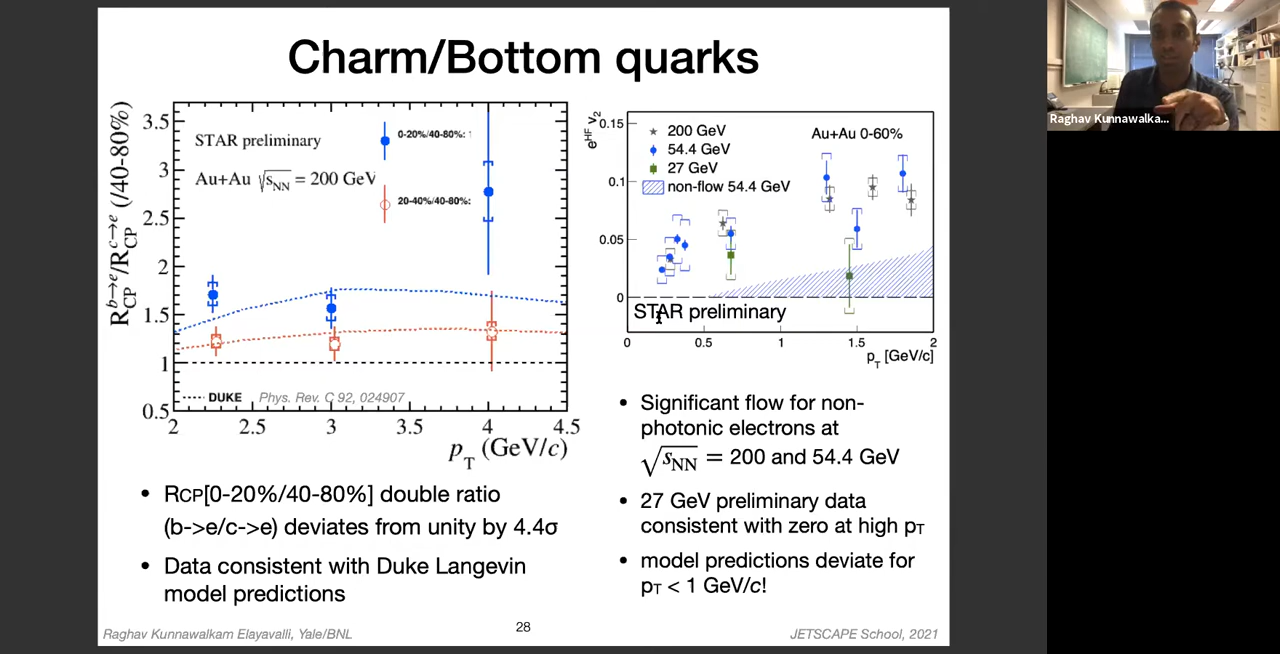 Charm/Bottom quarks
R_CP^{b→e}/R_CP^{c→e} (/40-80%)
3.5
3
2.5
2
1.5
1
0.5
STAR preliminary
Au+Au √s_NN = 200 GeV
0-20%/40-80%:
20-40%/40-80%:
DUKE Phys. Rev. C 92, 024907
2 2.5 3 3.5 4 4.5
p_T (GeV/c)
e^HF v_2
0.15
0.1
0.05
0
200 GeV
54.4 GeV
27 GeV
non-flow 54.4 GeV
Au+Au 0-60%
STAR preliminary
0 0.5 1 1.5 2
p_T [GeV/c]
• RCP[0-20%/40-80%] double ratio
(b->e/c->e) deviates from unity by 4.4σ
• Data consistent with Duke Langevin
model predictions
• Significant flow for non-
photonic electrons at
√s_NN = 200 and 54.4 GeV
• 27 GeV preliminary data
consistent with zero at high pT
• model predictions deviate for
pT < 1 GeV/c!
Raghav Kunnawalkam Elayavalli, Yale/BNL
28
JETSCAPE School, 2021
Raghav Kunnawalka...